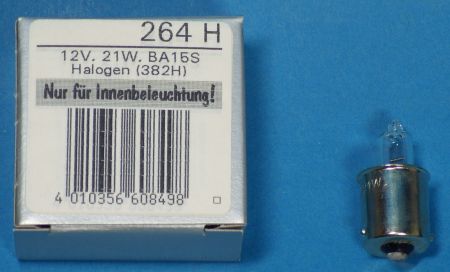 264 H
12V. 21W. BA15S
Halogen (382H)
Nur für Innenbeleuchtung!
4 010356 608498